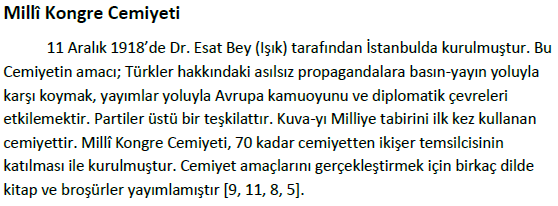 Millî Kongre Cemiyeti
11 Aralık 1918’de Dr. Esat Bey (Işık) tarafından İstanbulda kurulmuştur. Bu
Cemiyetin amacı; Türkler hakkındaki asılsız propagandalara basın-yayın yoluyla
karşı koymak, yayımlar yoluyla Avrupa kamuoyunu ve diplomatik çevreleri
etkilemektir. Partiler üstü bir teşkilattır. Kuva-yı Milliye tabirini ilk kez kullanan
cemiyettir. Millî Kongre Cemiyeti, 70 kadar cemiyetten ikişer temsilcisinin
katılması ile kurulmuştur. Cemiyet amaçlarını gerçekleştirmek için birkaç dilde
kitap ve broşürler yayımlamıştır [9, 11, 8, 5].